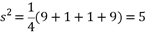 s² = 1/4 (9 + 1 + 1 + 9) = 5